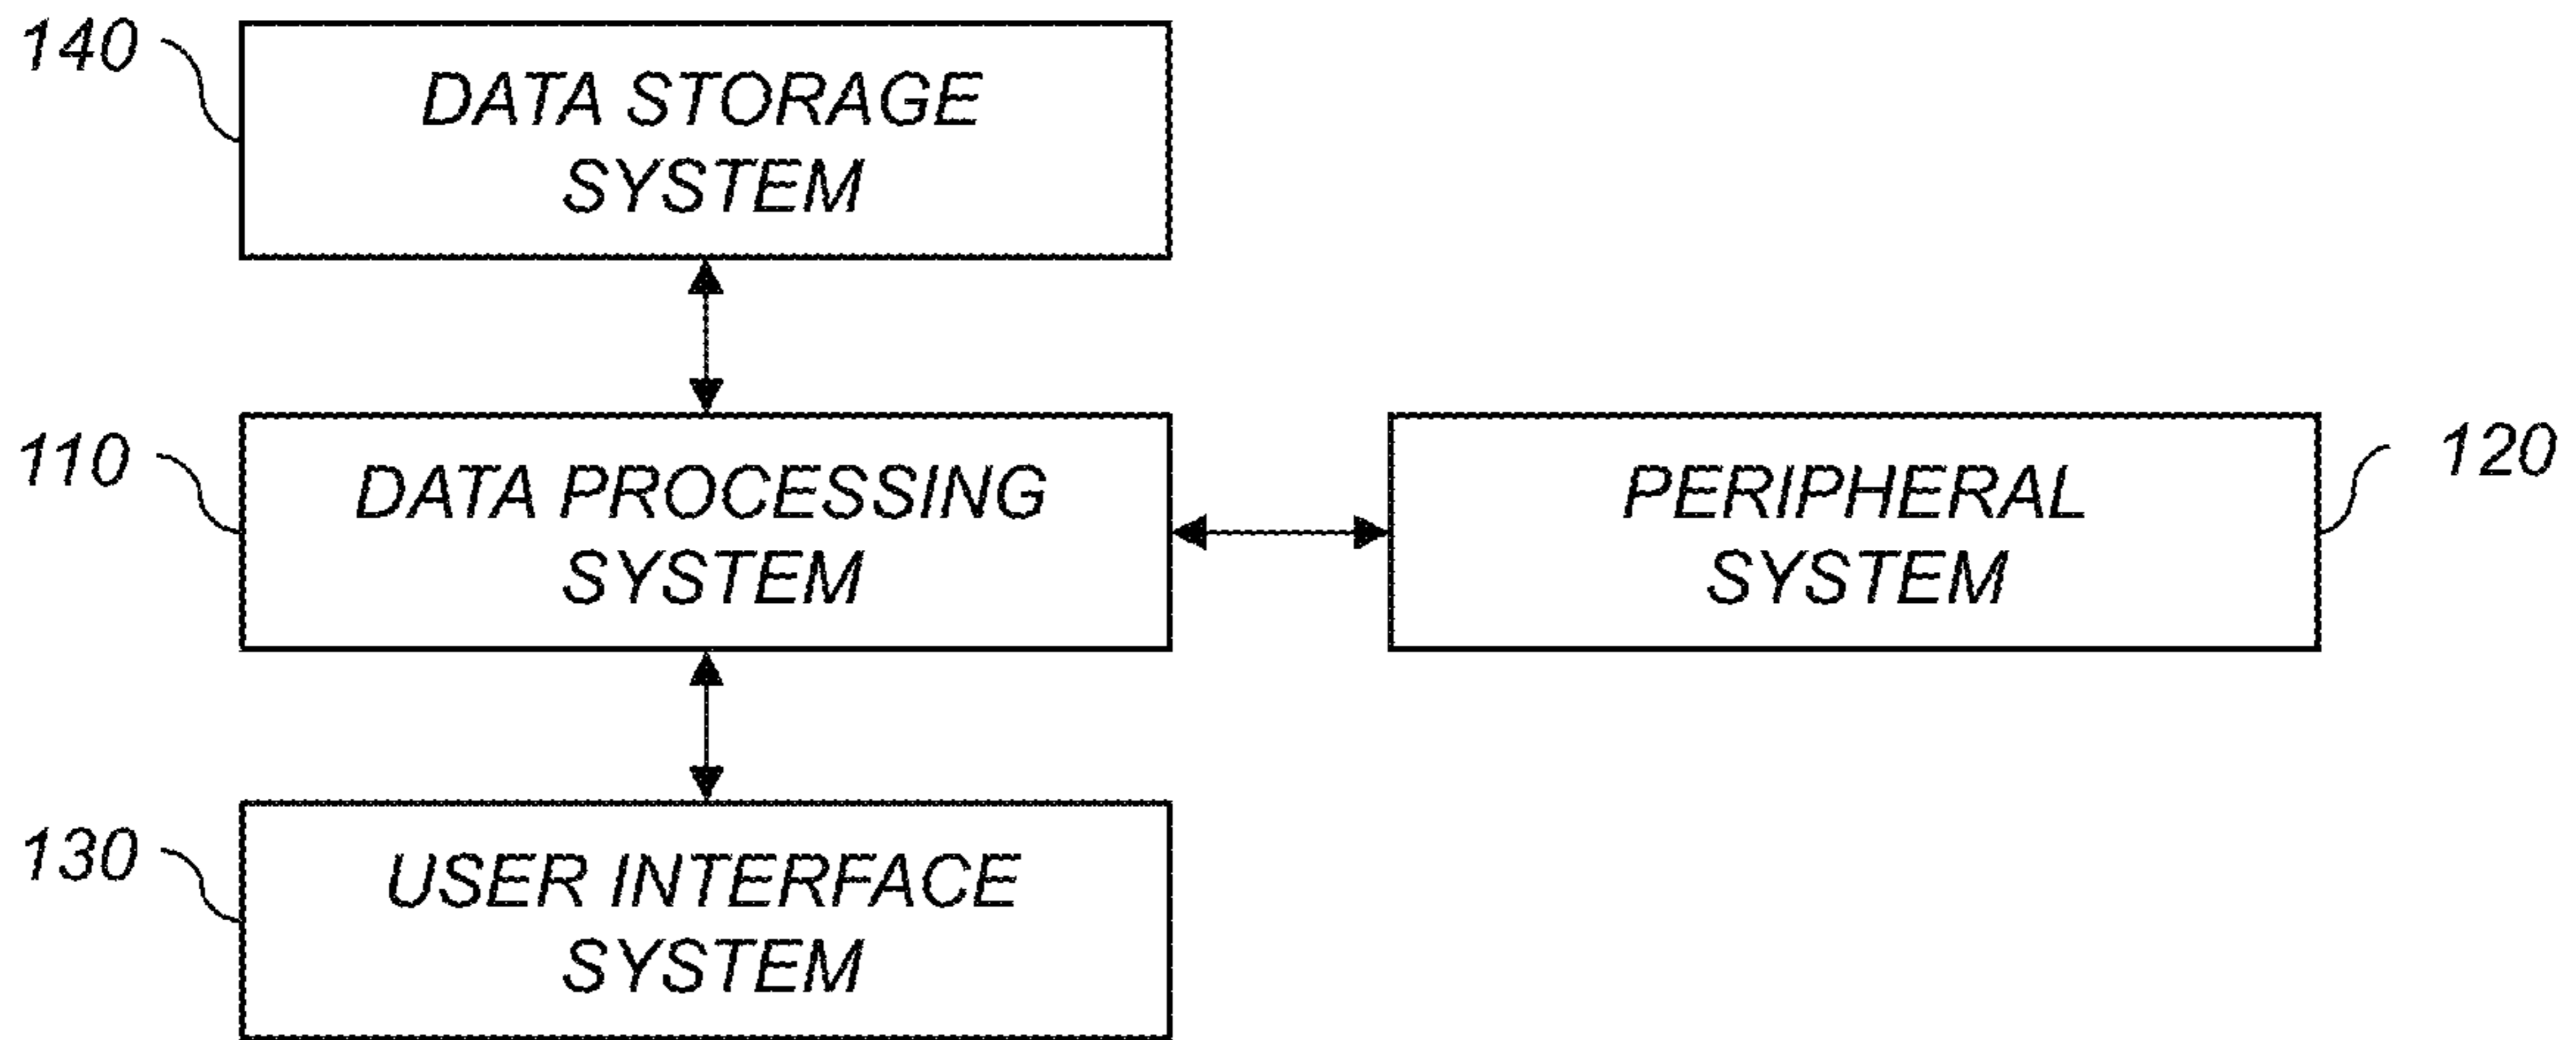 140
DATA STORAGE
SYSTEM
110
DATA PROCESSING
SYSTEM
PERIPHERAL
SYSTEM
120
130
USER INTERFACE
SYSTEM